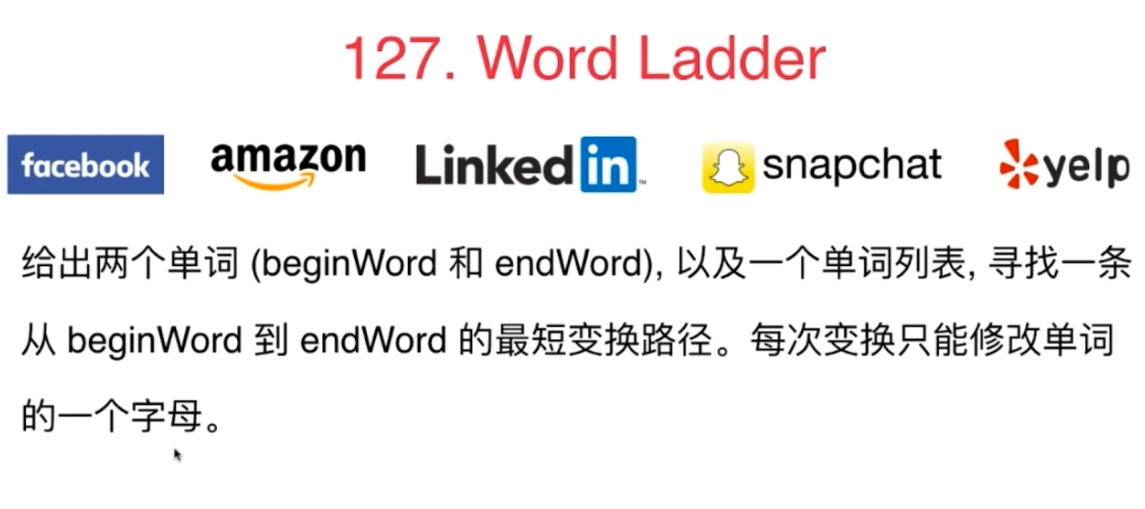 127. Word Ladder
facebook amazon Linked in ™ snapchat yelp
给出两个单词 (beginWord 和 endWord), 以及一个单词列表, 寻找一条
从 beginWord 到 endWord 的最短变换路径。每次变换只能修改单词
的一个字母。